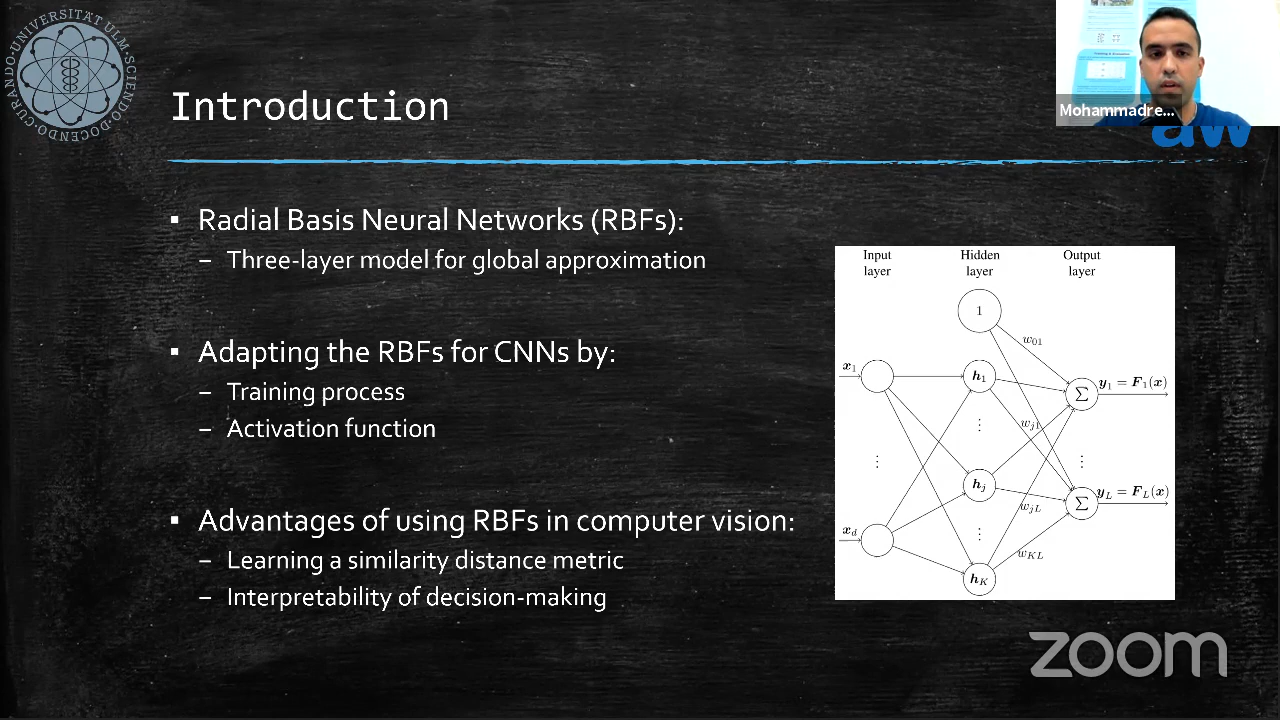 UNIVERSITÄT ULM · SCIENDO · DOCENDO · CURANDO ·
Introduction
Mohammadre...
aw
▪ Radial Basis Neural Networks (RBFs):
– Three-layer model for global approximation
▪ Adapting the RBFs for CNNs by:
– Training process
– Activation function
▪ Advantages of using RBFs in computer vision:
– Learning a similarity distance metric
– Interpretability of decision-making
Input layer
Hidden layer
Output layer
1
w01
x1
h1
y1 = F1(x)
Σ
⋮
wj1
⋮
⋮
hj
yL = FL(x)
Σ
wjL
xd
⋮
wKL
hK
zoom